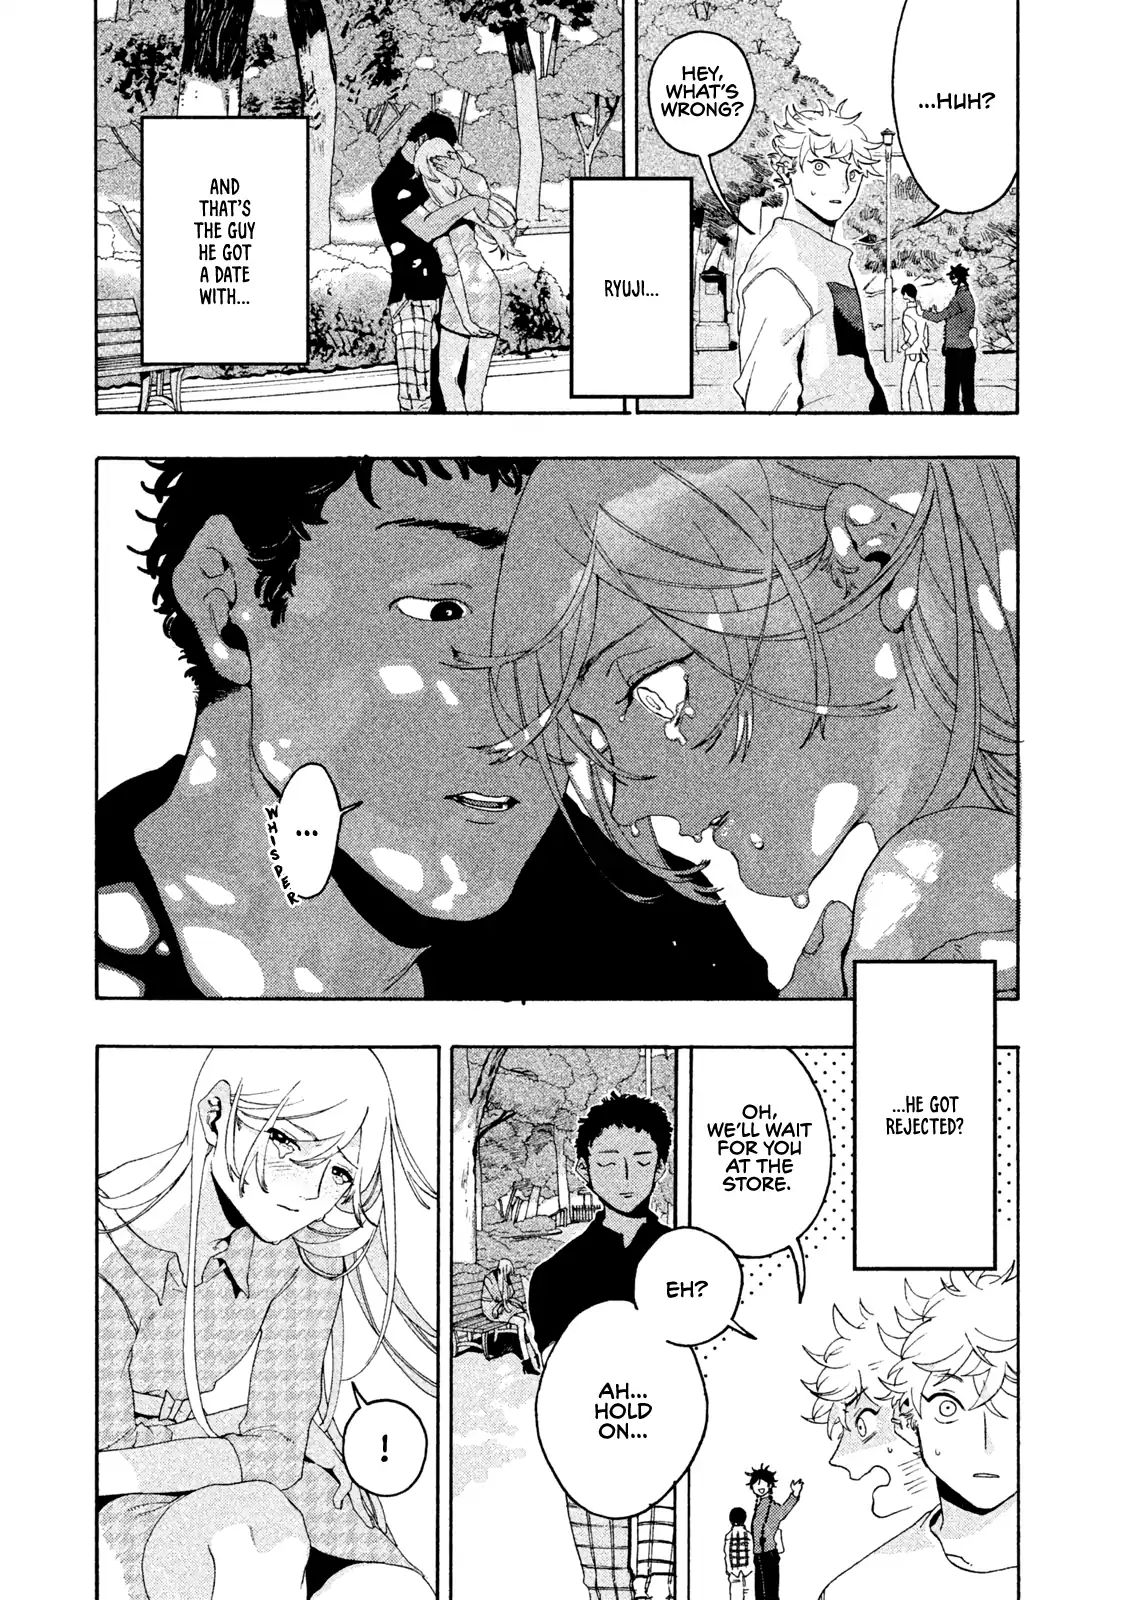 ...HUH?
HEY,
WHAT'S
WRONG?
RYUJI...
AND
THAT'S
THE GUY
HE GOT
A DATE
WITH...
...
WHISPER
...HE GOT
REJECTED?
OH,
WE'LL WAIT
FOR YOU
AT THE
STORE.
EH?
AH...
HOLD
ON...
!